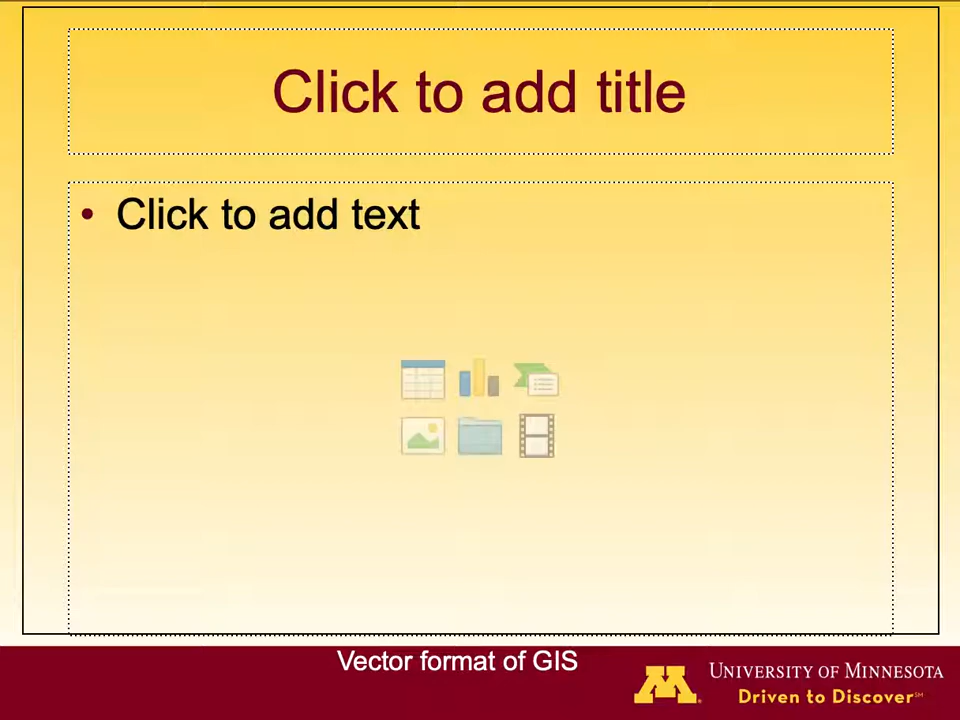 Click to add title
• Click to add text
Vector format of GIS
M
UNIVERSITY OF MINNESOTA
Driven to Discover℠